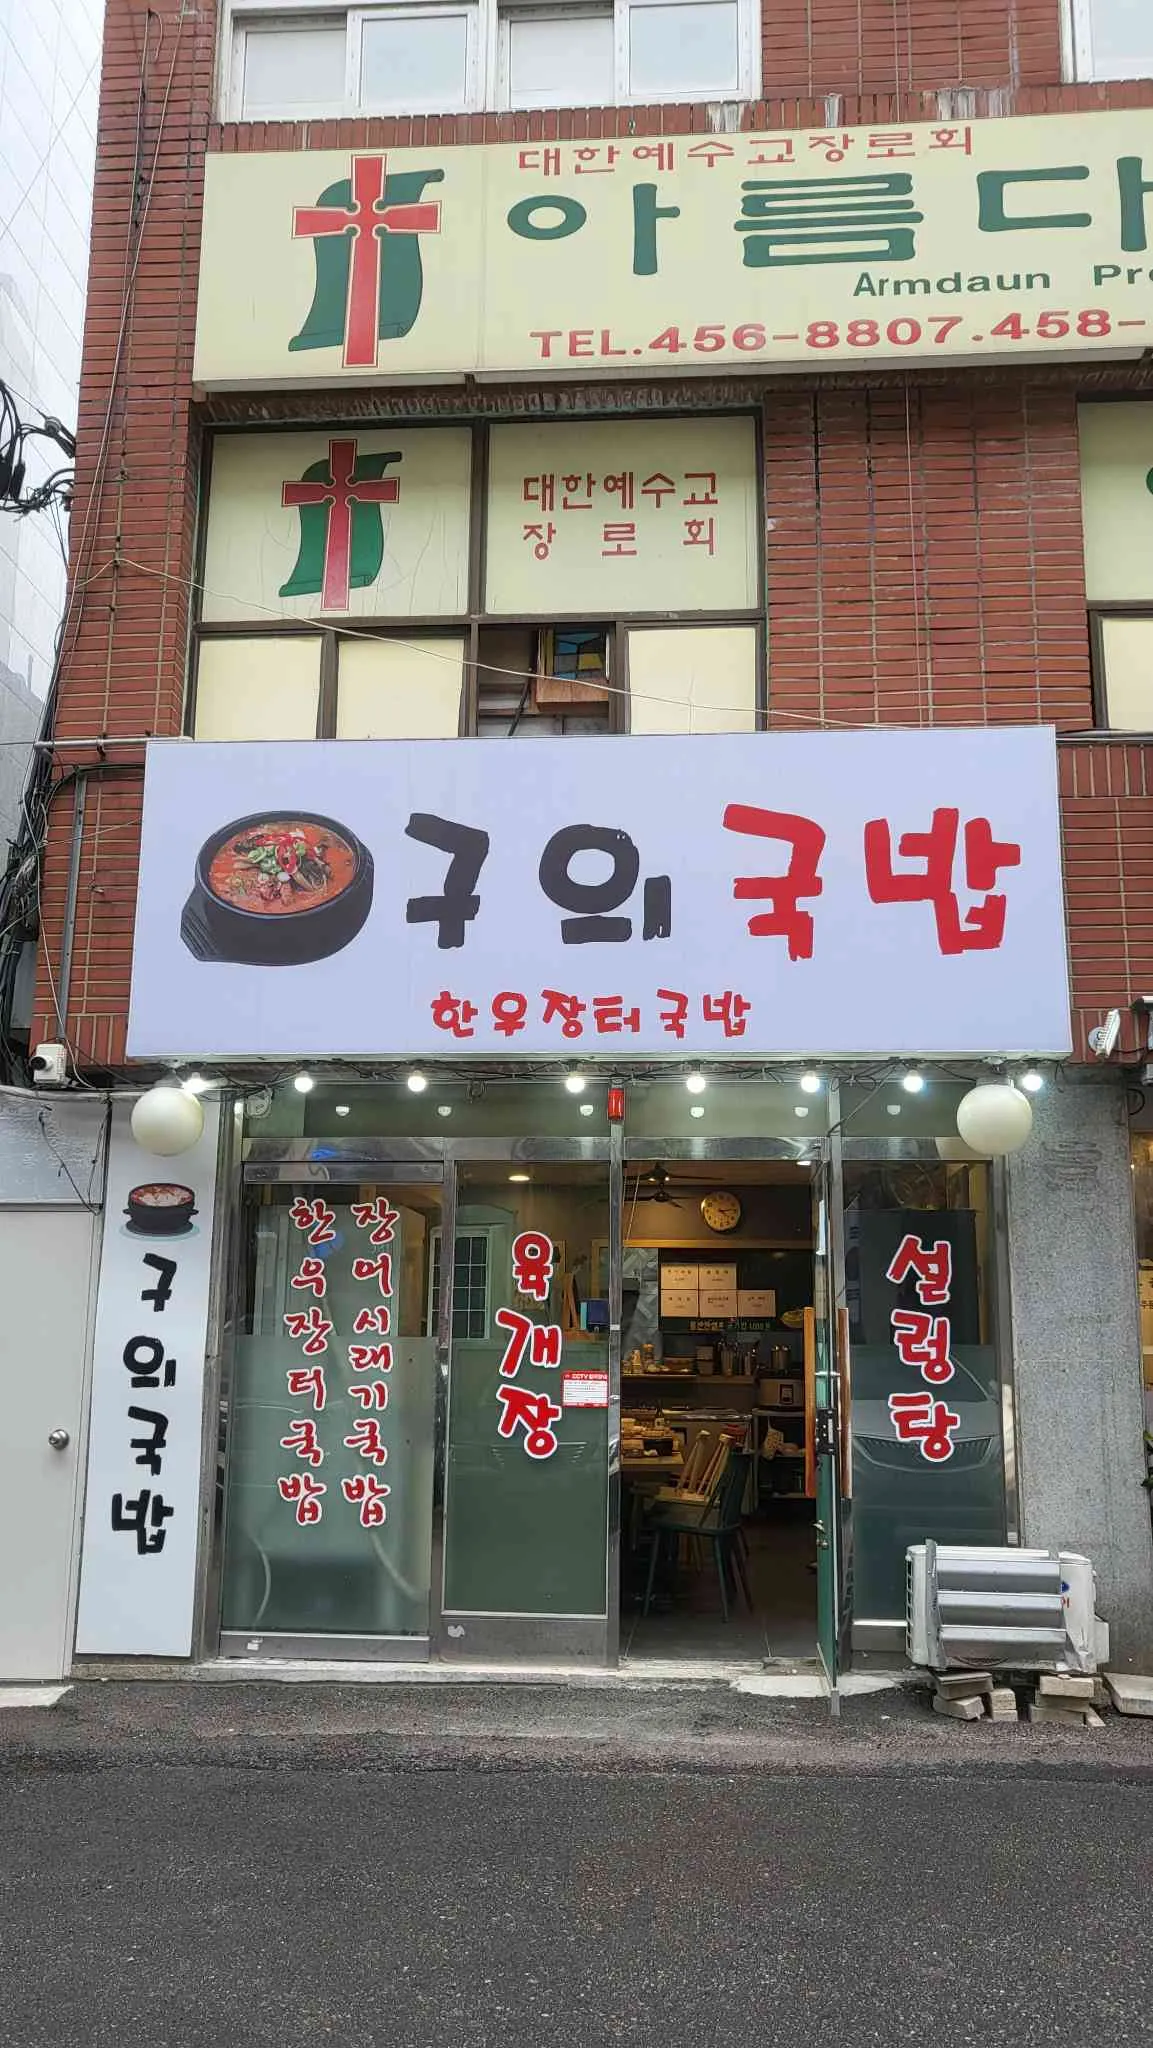 대한예수교장로회
아름다
Armdaun Pre
TEL.456-8807.458-
대한예수교
장로회
구의국밥
한우장터국밥
구의국밥
한우장터국밥
장어시래기국밥
육개장
CCTV
설렁탕